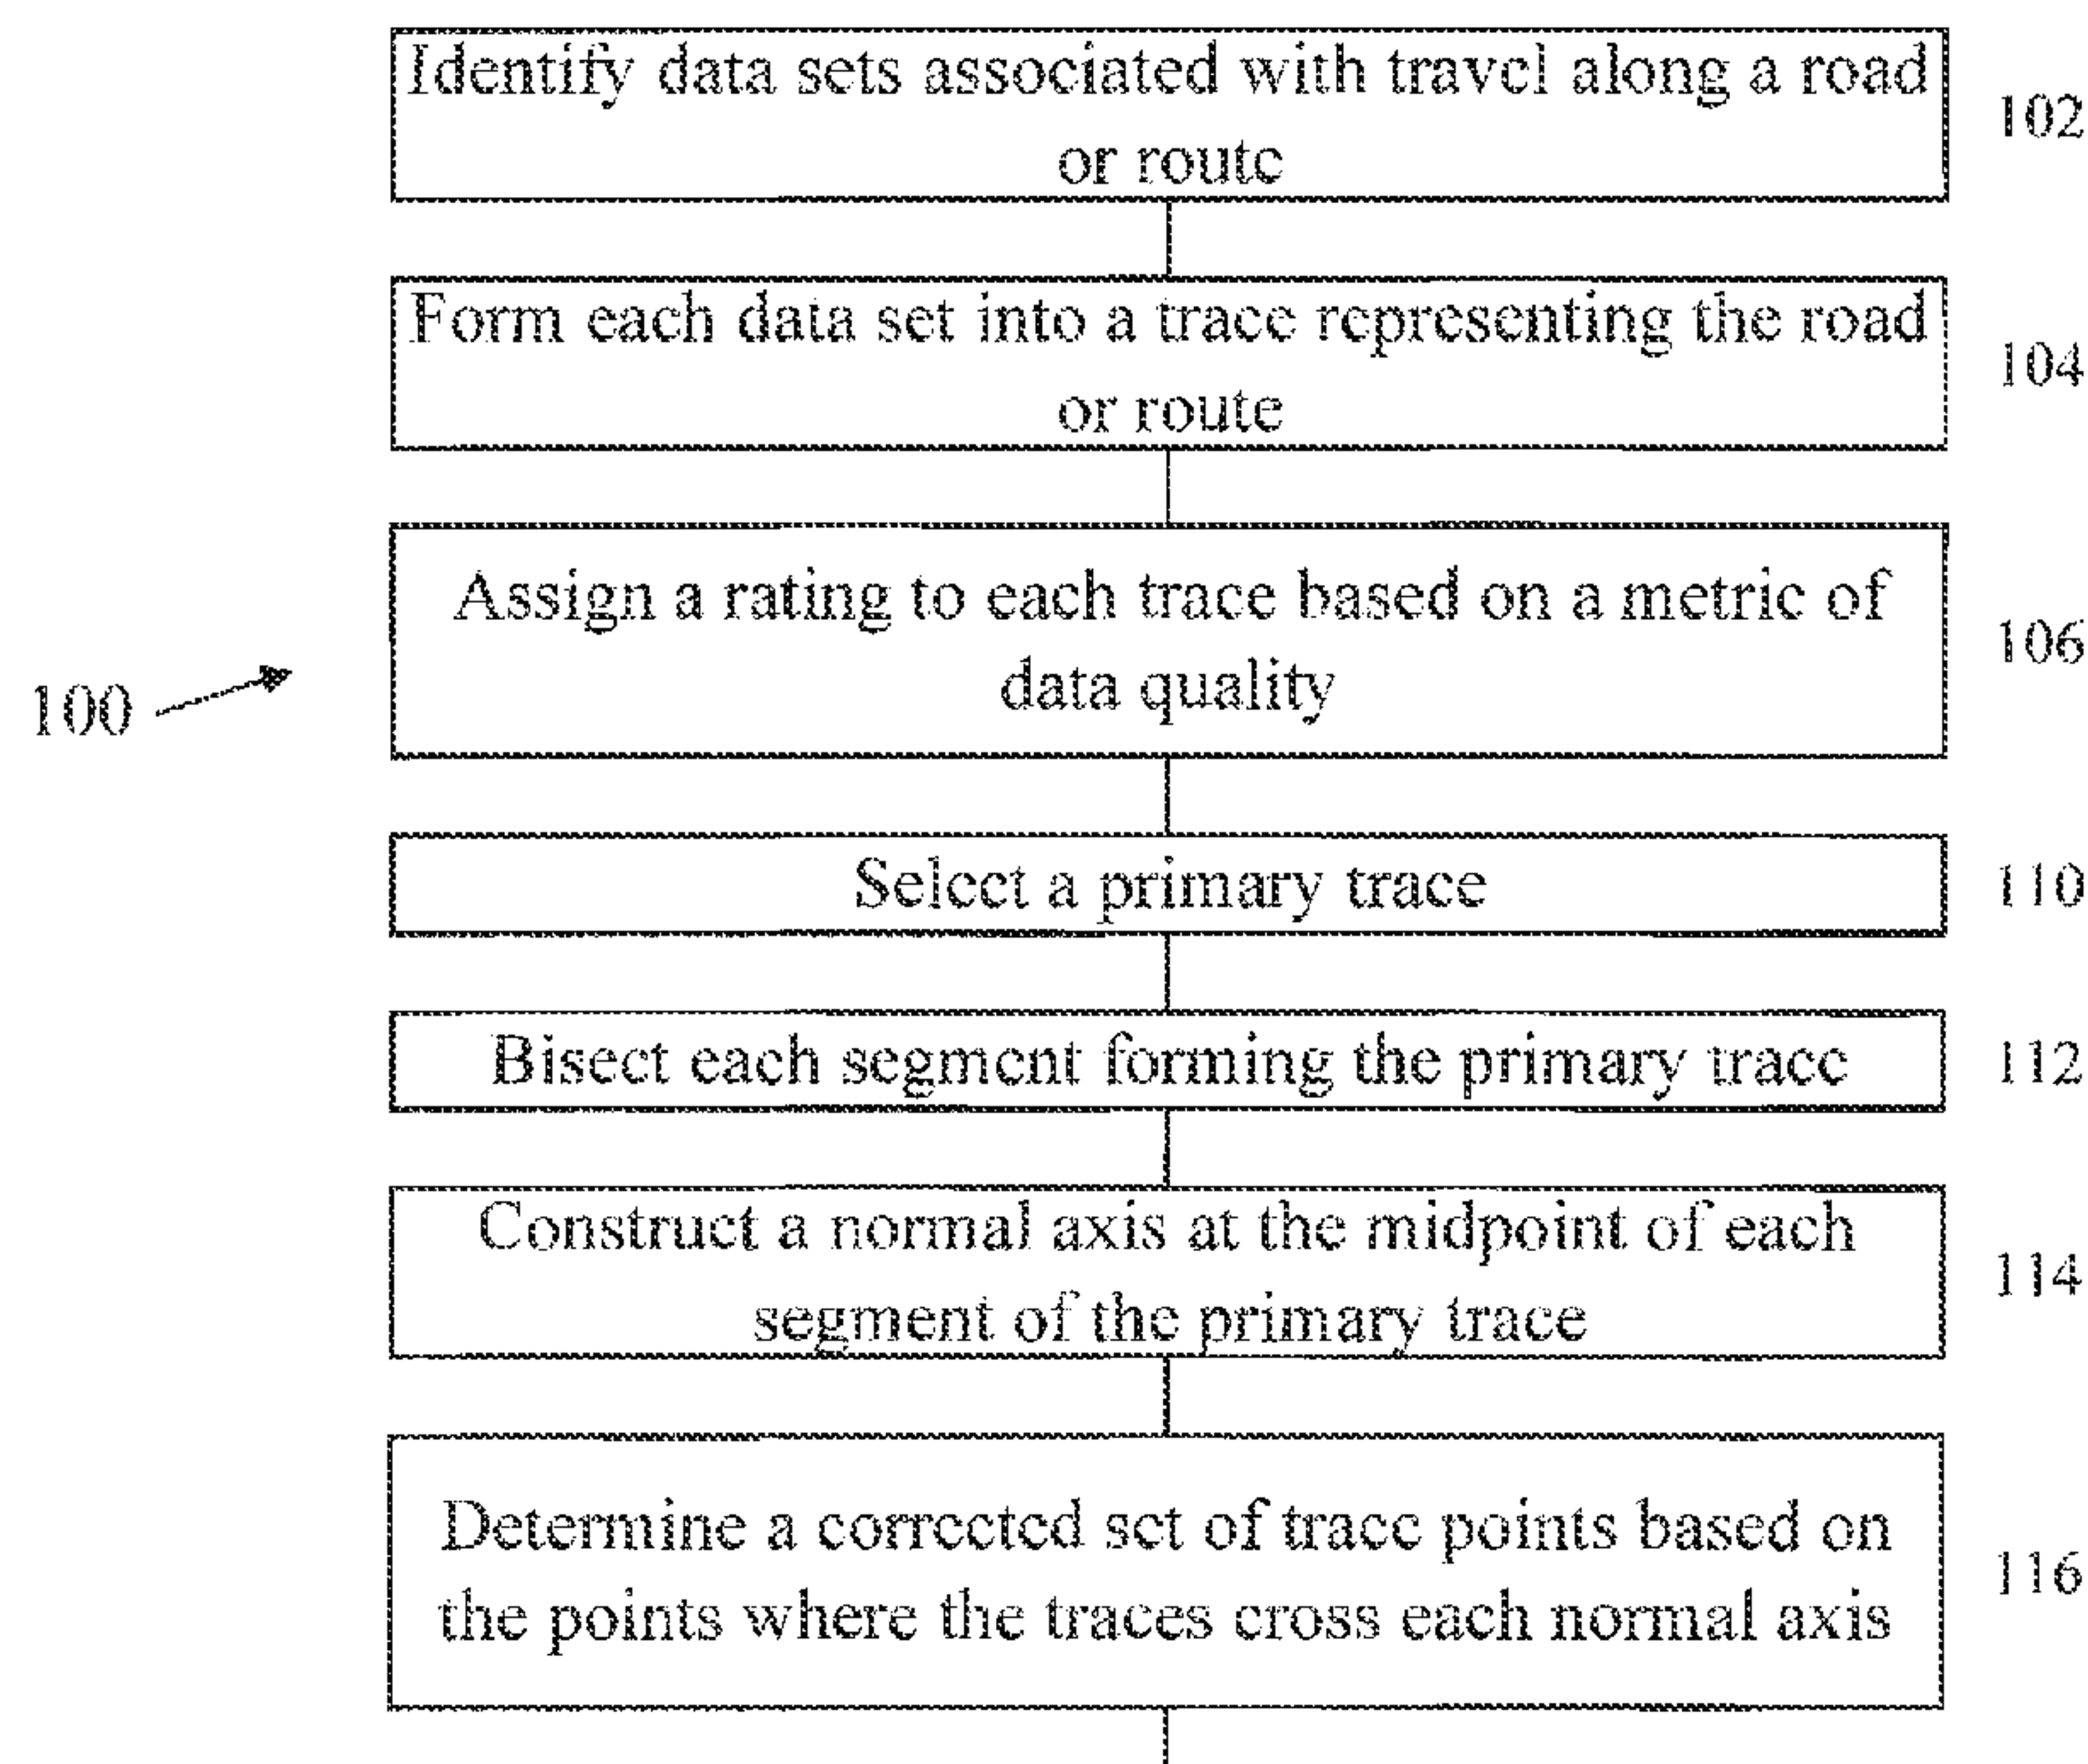 Identify data sets associated with travel along a road
or route
102
Form each data set into a trace representing the road
or route
104
Assign a rating to each trace based on a metric of
data quality
106
100
Select a primary trace
110
Bisect each segment forming the primary trace
112
Construct a normal axis at the midpoint of each
segment of the primary trace
114
Determine a corrected set of trace points based on
the points where the traces cross each normal axis
116